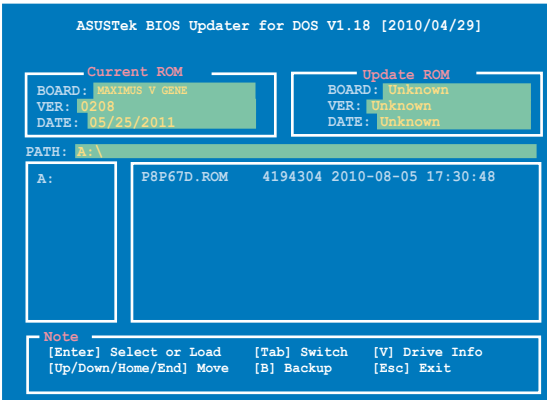 ASUSTek BIOS Updater for DOS V1.18 [2010/04/29]
Current ROM
BOARD: MAXIMUS V GENE
VER: 0208
DATE: 05/25/2011
Update ROM
BOARD: Unknown
VER: Unknown
DATE: Unknown
PATH: A:\
A:
P8P67D.ROM 4194304 2010-08-05 17:30:48
Note
[Enter] Select or Load [Tab] Switch [V] Drive Info
[Up/Down/Home/End] Move [B] Backup [Esc] Exit